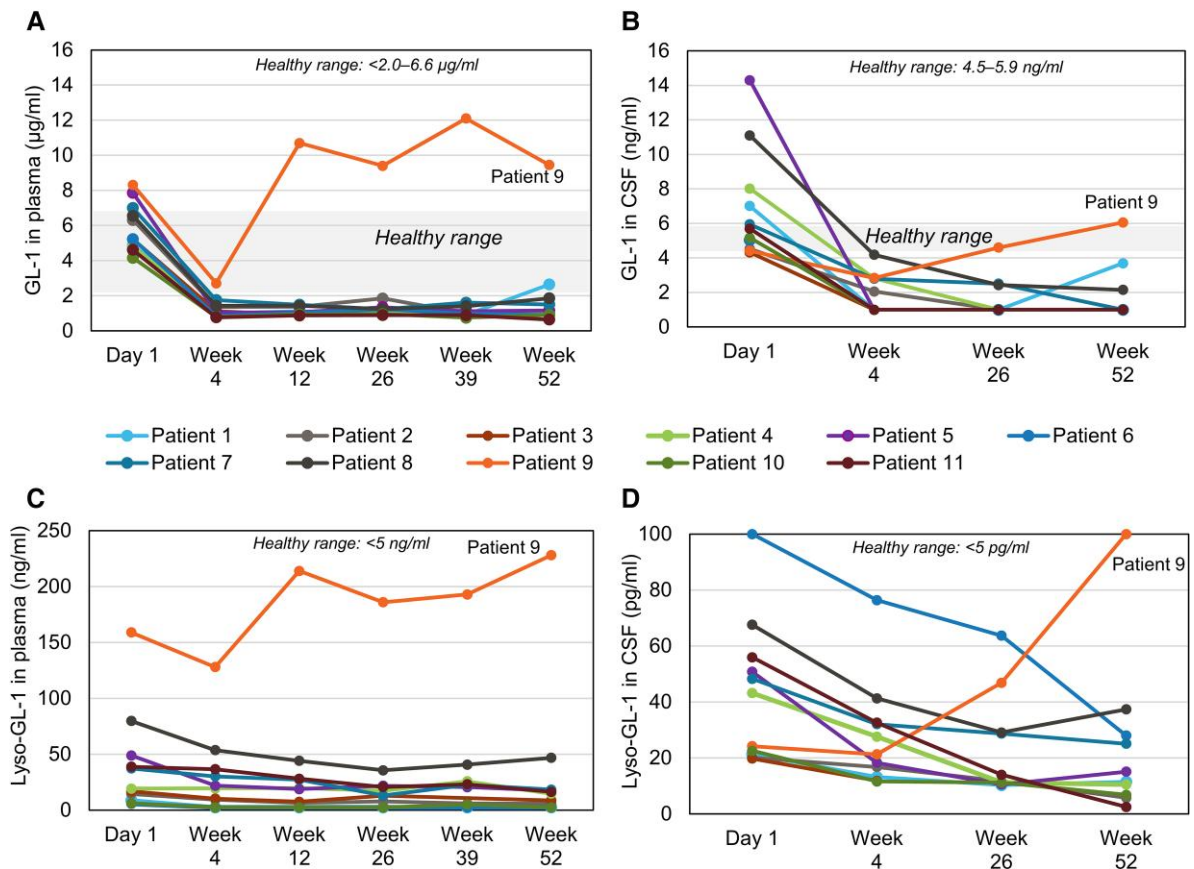 A
GL-1 in plasma (µg/ml)
16
14
12
10
8
6
4
2
0
Healthy range: <2.0–6.6 µg/ml
Patient 9
Healthy range
Day 1
Week 4
Week 12
Week 26
Week 39
Week 52
B
GL-1 in CSF (ng/ml)
16
14
12
10
8
6
4
2
0
Healthy range: 4.5–5.9 ng/ml
Patient 9
Healthy range
Day 1
Week 4
Week 26
Week 52
Patient 1
Patient 2
Patient 3
Patient 4
Patient 5
Patient 6
Patient 7
Patient 8
Patient 9
Patient 10
Patient 11
C
Lyso-GL-1 in plasma (ng/ml)
250
200
150
100
50
0
Healthy range: <5 ng/ml
Patient 9
Day 1
Week 4
Week 12
Week 26
Week 39
Week 52
D
Lyso-GL-1 in CSF (pg/ml)
100
80
60
40
20
0
Healthy range: <5 pg/ml
Patient 9
Day 1
Week 4
Week 26
Week 52